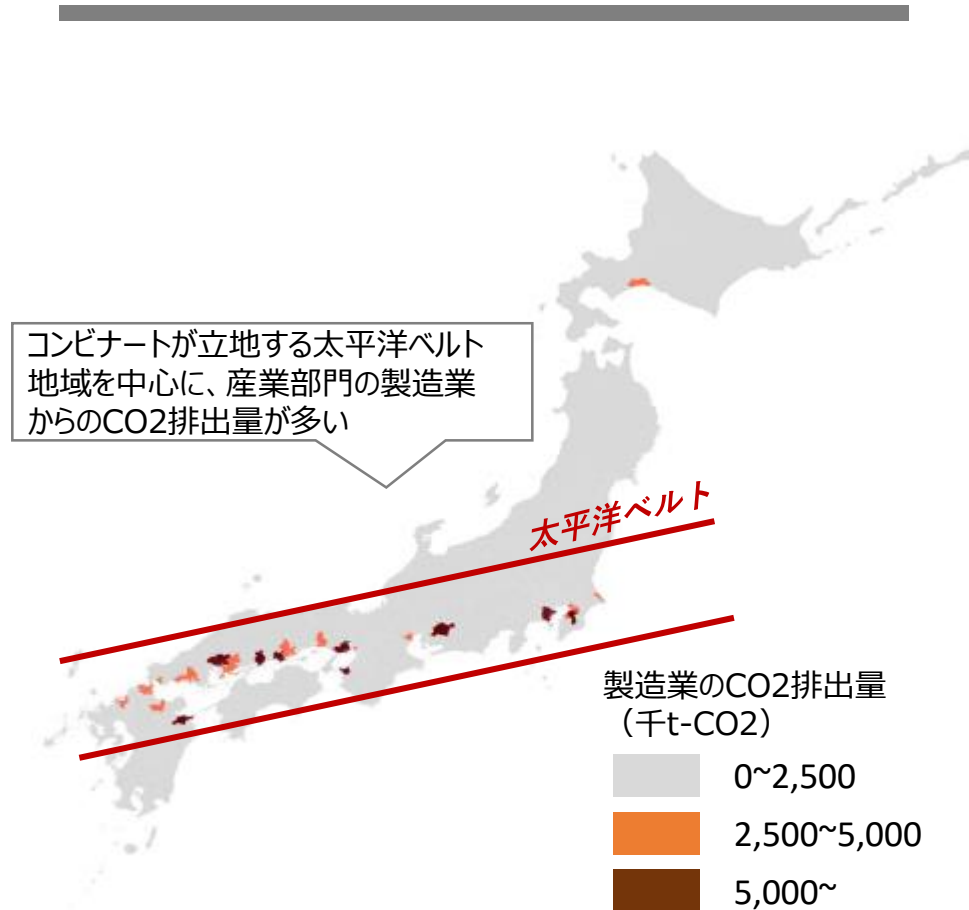 コンビナートが立地する太平洋ベルト
地域を中心に、産業部門の製造業
からのCO2排出量が多い
太平洋ベルト
製造業のCO2排出量
（千t-CO2）
0~2,500
2,500~5,000
5,000~